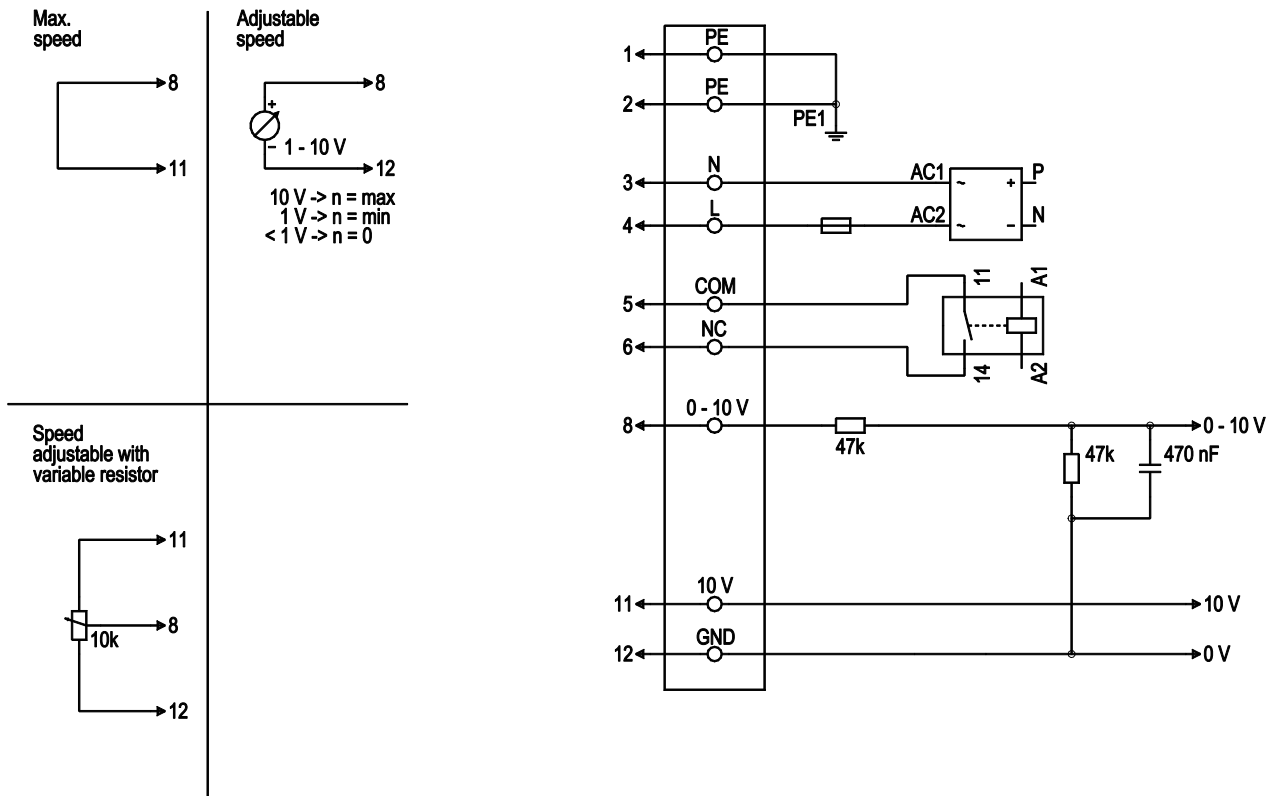 Max.
speed
8
11
Adjustable
speed
8
+
−
1 - 10 V
12
10 V -> n = max
1 V -> n = min
< 1 V -> n = 0
Speed
adjustable with
variable resistor
11
8
10k
12
1
PE
2
PE
PE1
3
N
AC1
~
+
P
4
L
AC2
~
−
N
5
COM
11
A1
6
NC
14
A2
8
0 - 10 V
47k
0 - 10 V
47k
470 nF
11
10 V
10 V
12
GND
0 V